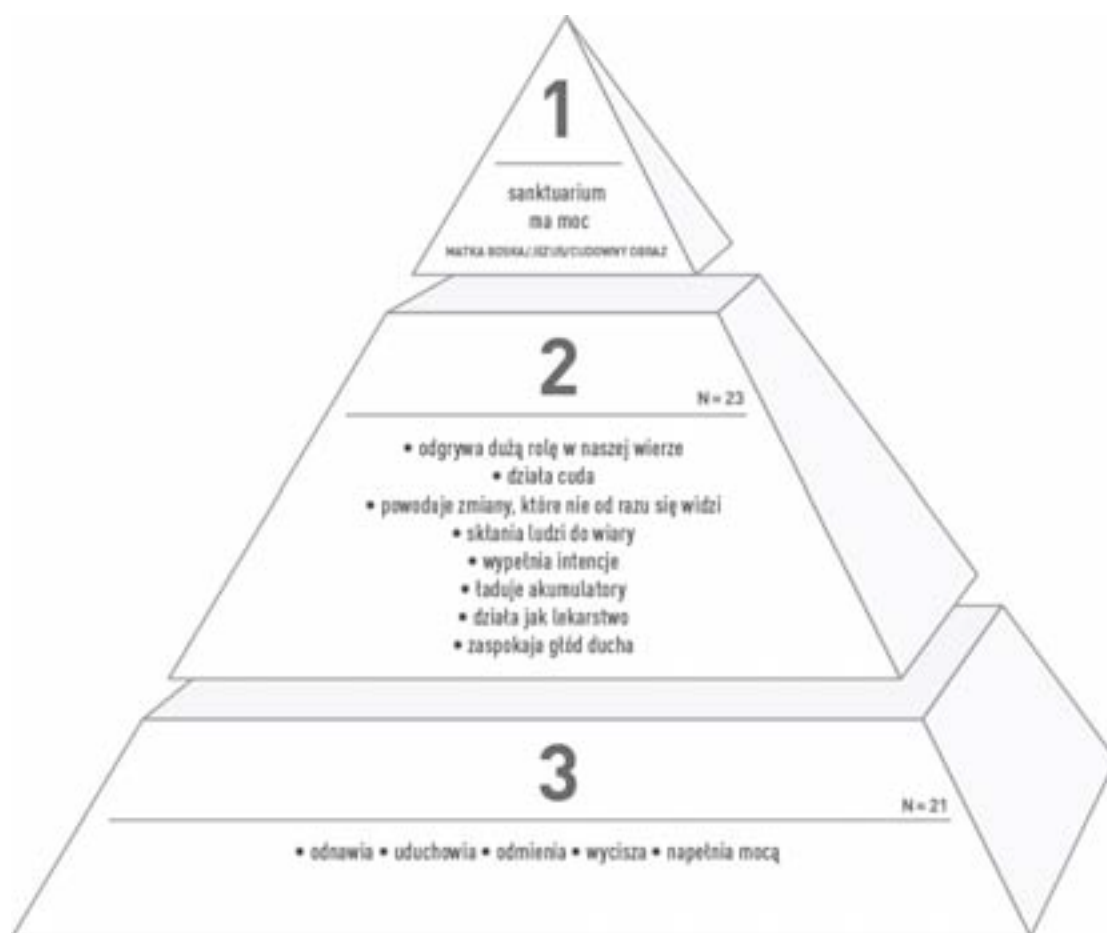 1
sanktuarium
ma moc
MATKA BOSKA/JEZUS/CUDOWNY OBRAZ
2
N = 23
• odgrywa dużą rolę w naszej wierze
• działa cuda
• powoduje zmiany, które nie od razu się widzi
• skłania ludzi do wiary
• wypełnia intencje
• ładuje akumulatory
• działa jak lekarstwo
• zaspokaja głód ducha
3
N = 21
• odnawia • uduchowia • odmienia • wycisza • napełnia mocą